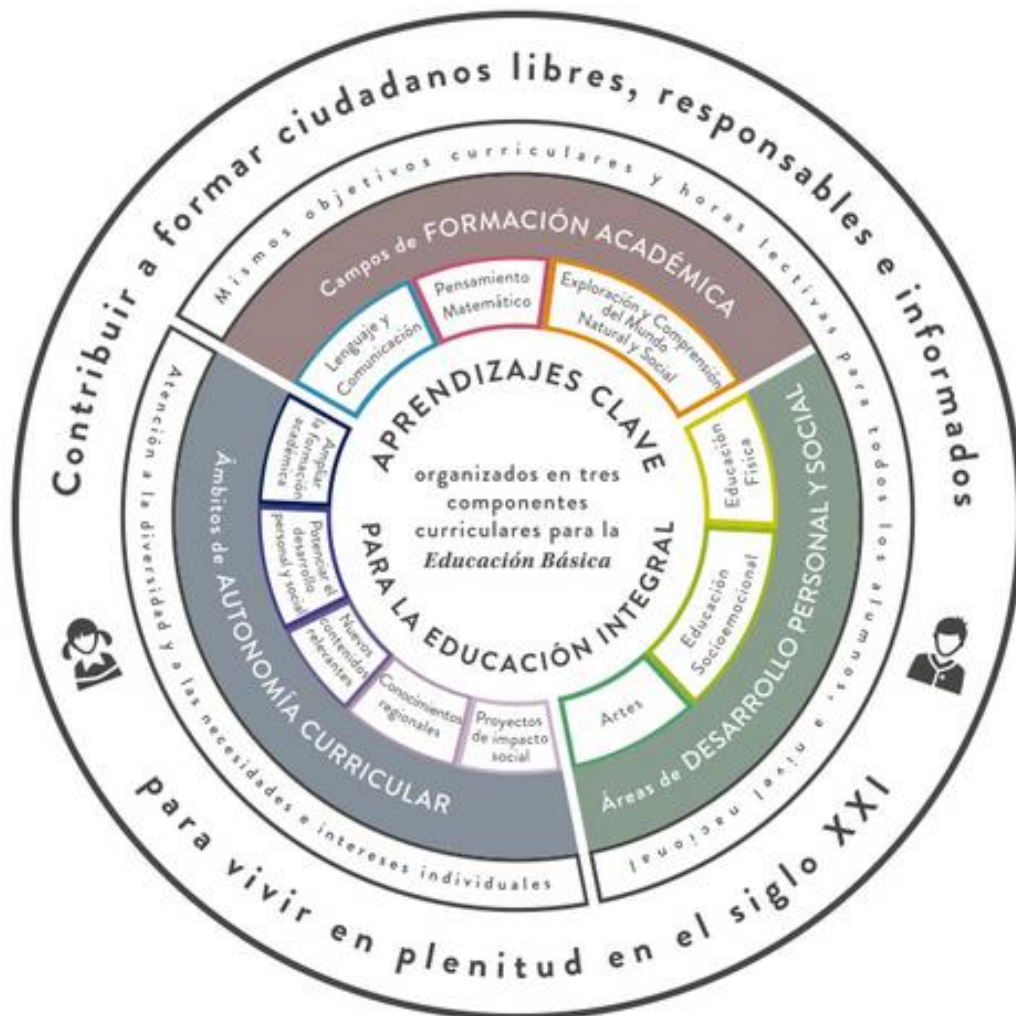 Contribuir a formar ciudadanos libres, responsables e informados
para vivir en plenitud en el siglo XXI
Mismos objetivos curriculares y horas lectivas para todos los alumnos, a nivel nacional
Atención a la diversidad y a las necesidades e intereses individuales
Campos de FORMACIÓN ACADÉMICA
Lenguaje y
Comunicación
Pensamiento
Matemático
Exploración y Comprensión
del Mundo
Natural y Social
Áreas de DESARROLLO PERSONAL Y SOCIAL
Educación
Física
Educación
Socioemocional
Artes
Ámbitos de AUTONOMÍA CURRICULAR
Ampliar
la formación
académica
Potenciar el
desarrollo
personal y social
Nuevos
contenidos
relevantes
Conocimientos
regionales
Proyectos
de impacto
social
APRENDIZAJES CLAVE
organizados en tres
componentes
curriculares para la
Educación Básica
PARA LA EDUCACIÓN INTEGRAL